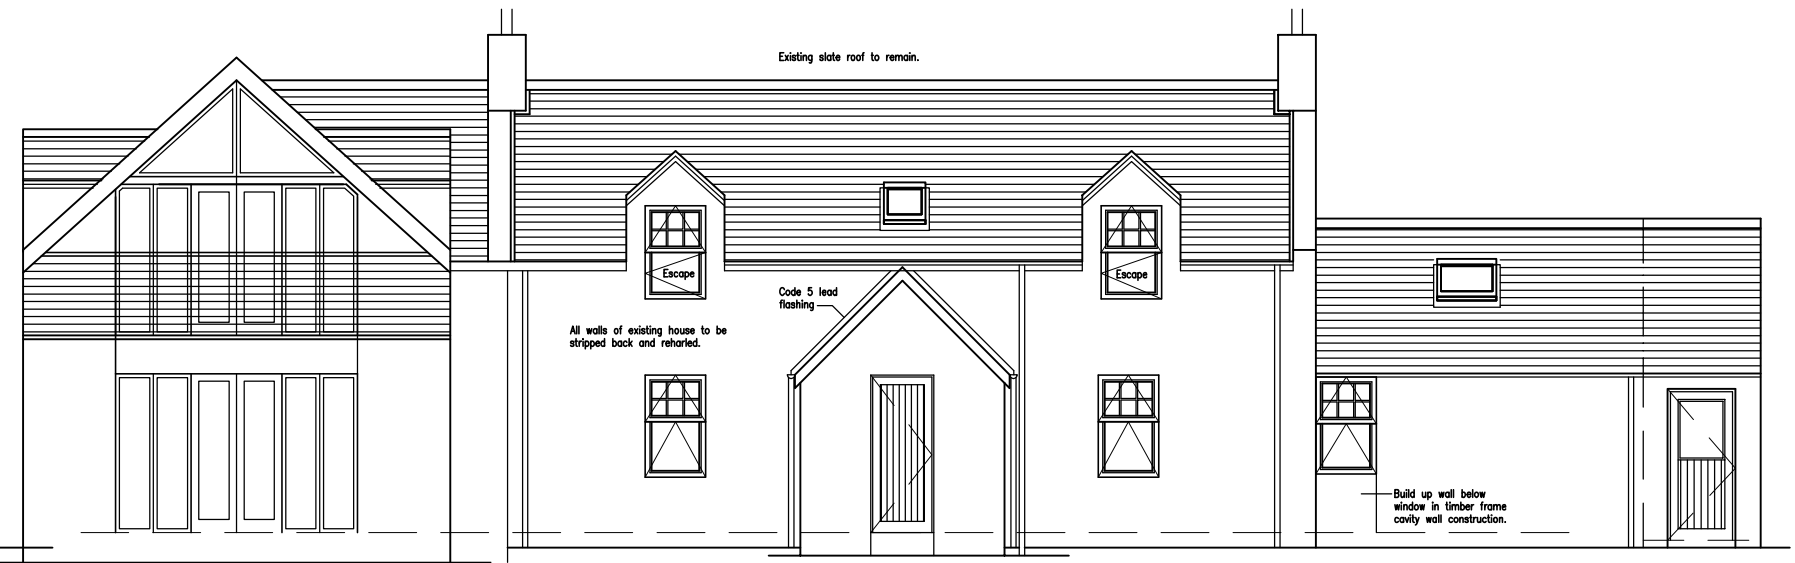 Existing slate roof to remain.
Escape
Escape
Code 5 lead
flashing
All walls of existing house to be
stripped back and reharled.
Build up wall below
window in timber frame
cavity wall construction.